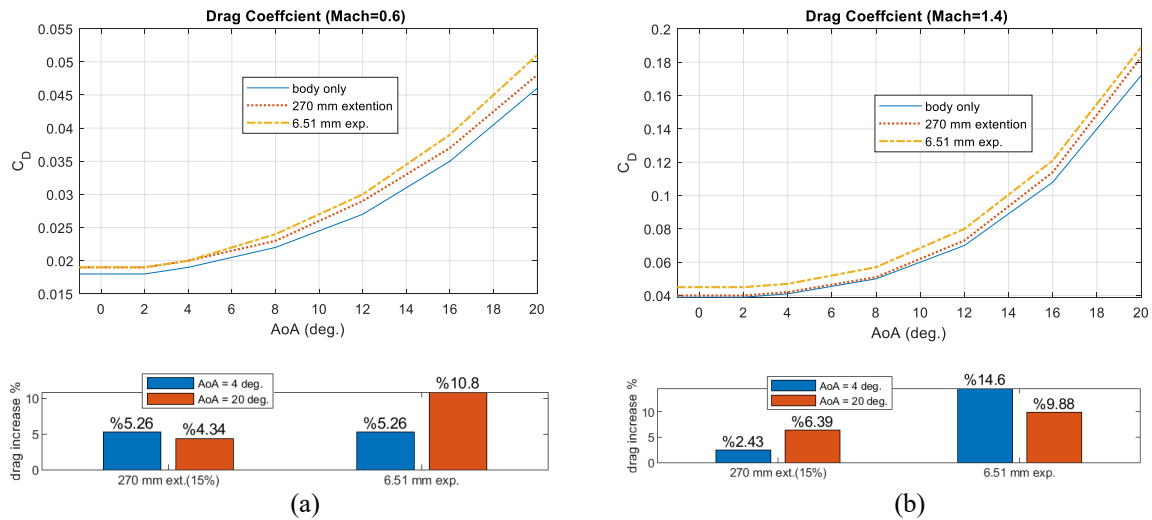 Drag Coeffcient (Mach=0.6)
0.055
0.05
0.045
0.04
0.035
0.03
0.025
0.02
0.015
C_D
body only
270 mm extention
6.51 mm exp.
0 2 4 6 8 10 12 14 16 18 20
AoA (deg.)
drag increase %
10
5
0
AoA = 4 deg.
AoA = 20 deg.
%5.26
%4.34
%5.26
%10.8
270 mm ext.(15%)
6.51 mm exp.
(a)
Drag Coeffcient (Mach=1.4)
0.2
0.18
0.16
0.14
0.12
0.1
0.08
0.06
0.04
C_D
body only
270 mm extention
6.51 mm exp.
0 2 4 6 8 10 12 14 16 18 20
AoA (deg.)
drag increase %
10
5
0
AoA = 4 deg.
AoA = 20 deg.
%2.43
%6.39
%14.6
%9.88
270 mm ext.(15%)
6.51 mm exp.
(b)